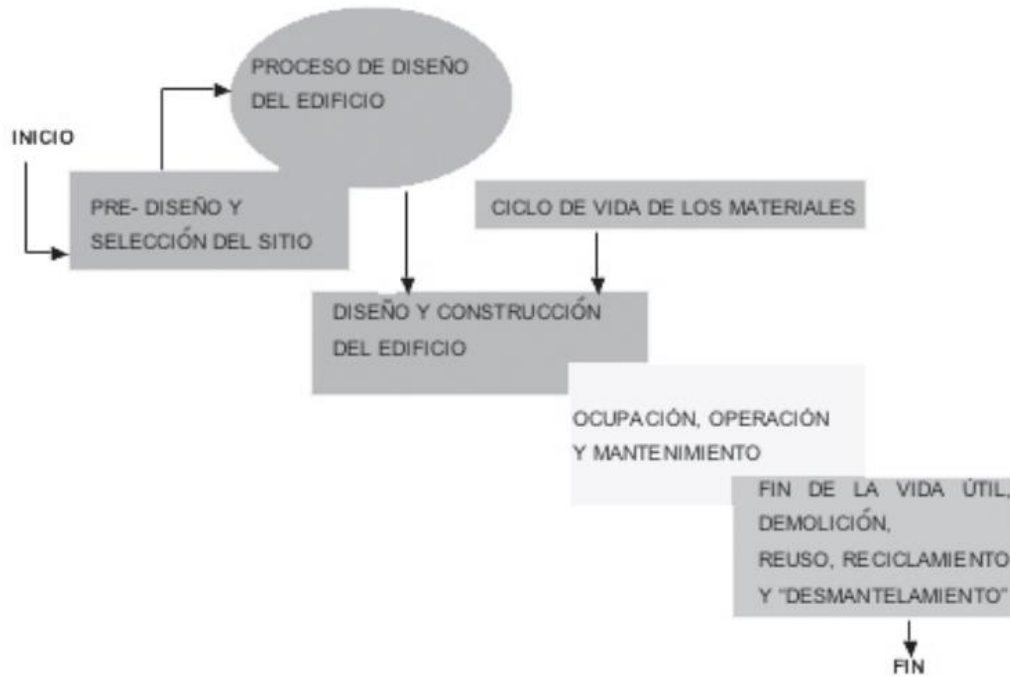 PROCESO DE DISEÑO
DEL EDIFICIO
INICIO
PRE- DISEÑO Y
SELECCIÓN DEL SITIO
CICLO DE VIDA DE LOS MATERIALES
DISEÑO Y CONSTRUCCIÓN
DEL EDIFICIO
OCUPACIÓN, OPERACIÓN
Y MANTENIMIENTO
FIN DE LA VIDA ÚTIL,
DEMOLICIÓN,
REUSO, RECICLAMIENTO
Y "DESMANTELAMIENTO"
FIN